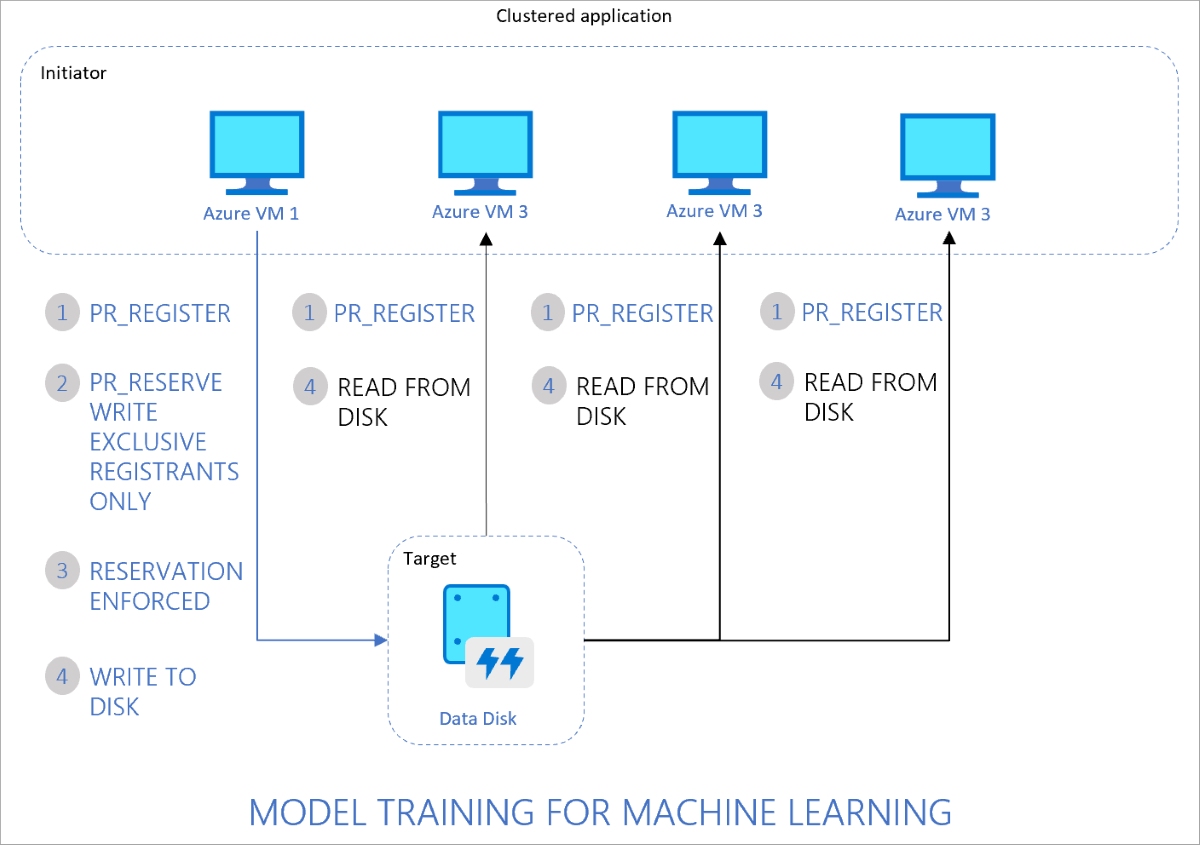 Clustered application
Initiator
Azure VM 1
Azure VM 3
Azure VM 3
Azure VM 3
1 PR_REGISTER
2 PR_RESERVE
WRITE
EXCLUSIVE
REGISTRANTS
ONLY
3 RESERVATION
ENFORCED
4 WRITE TO
DISK
1 PR_REGISTER
4 READ FROM
DISK
1 PR_REGISTER
4 READ FROM
DISK
1 PR_REGISTER
4 READ FROM
DISK
Target
Data Disk
MODEL TRAINING FOR MACHINE LEARNING